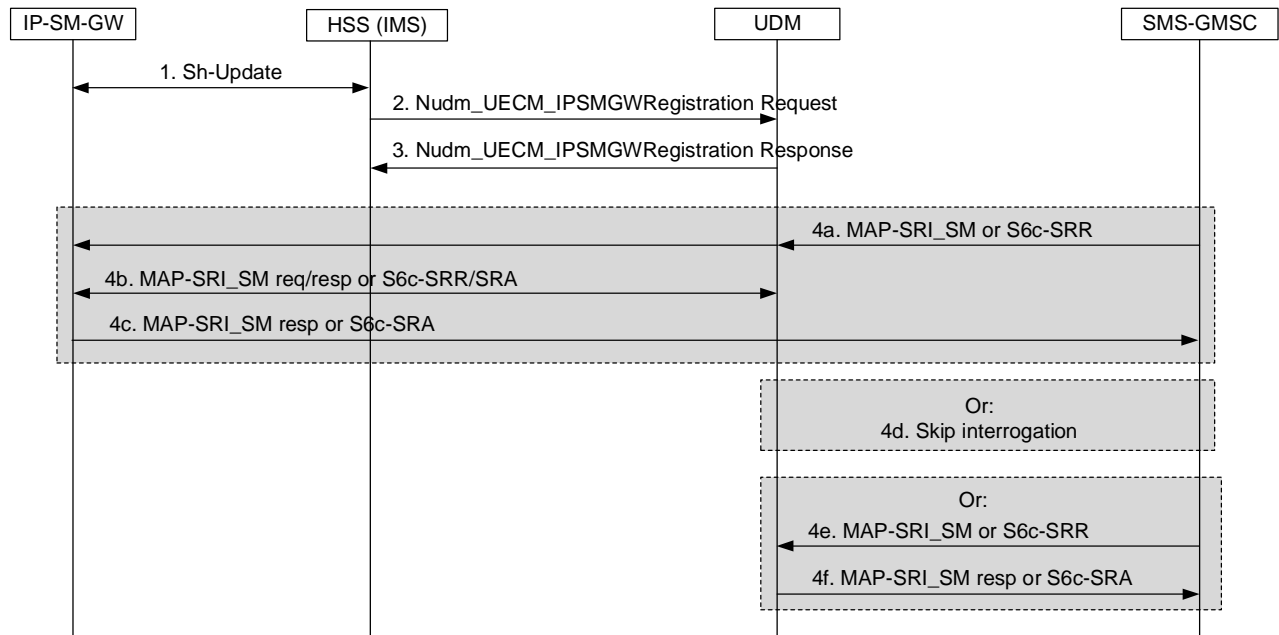 IP-SM-GW
HSS (IMS)
UDM
SMS-GMSC
1. Sh-Update
2. Nudm_UECM_IPSMGWRegistration Request
3. Nudm_UECM_IPSMGWRegistration Response
4a. MAP-SRI_SM or S6c-SRR
4b. MAP-SRI_SM req/resp or S6c-SRR/SRA
4c. MAP-SRI_SM resp or S6c-SRA
Or:
4d. Skip interrogation
Or:
4e. MAP-SRI_SM or S6c-SRR
4f. MAP-SRI_SM resp or S6c-SRA